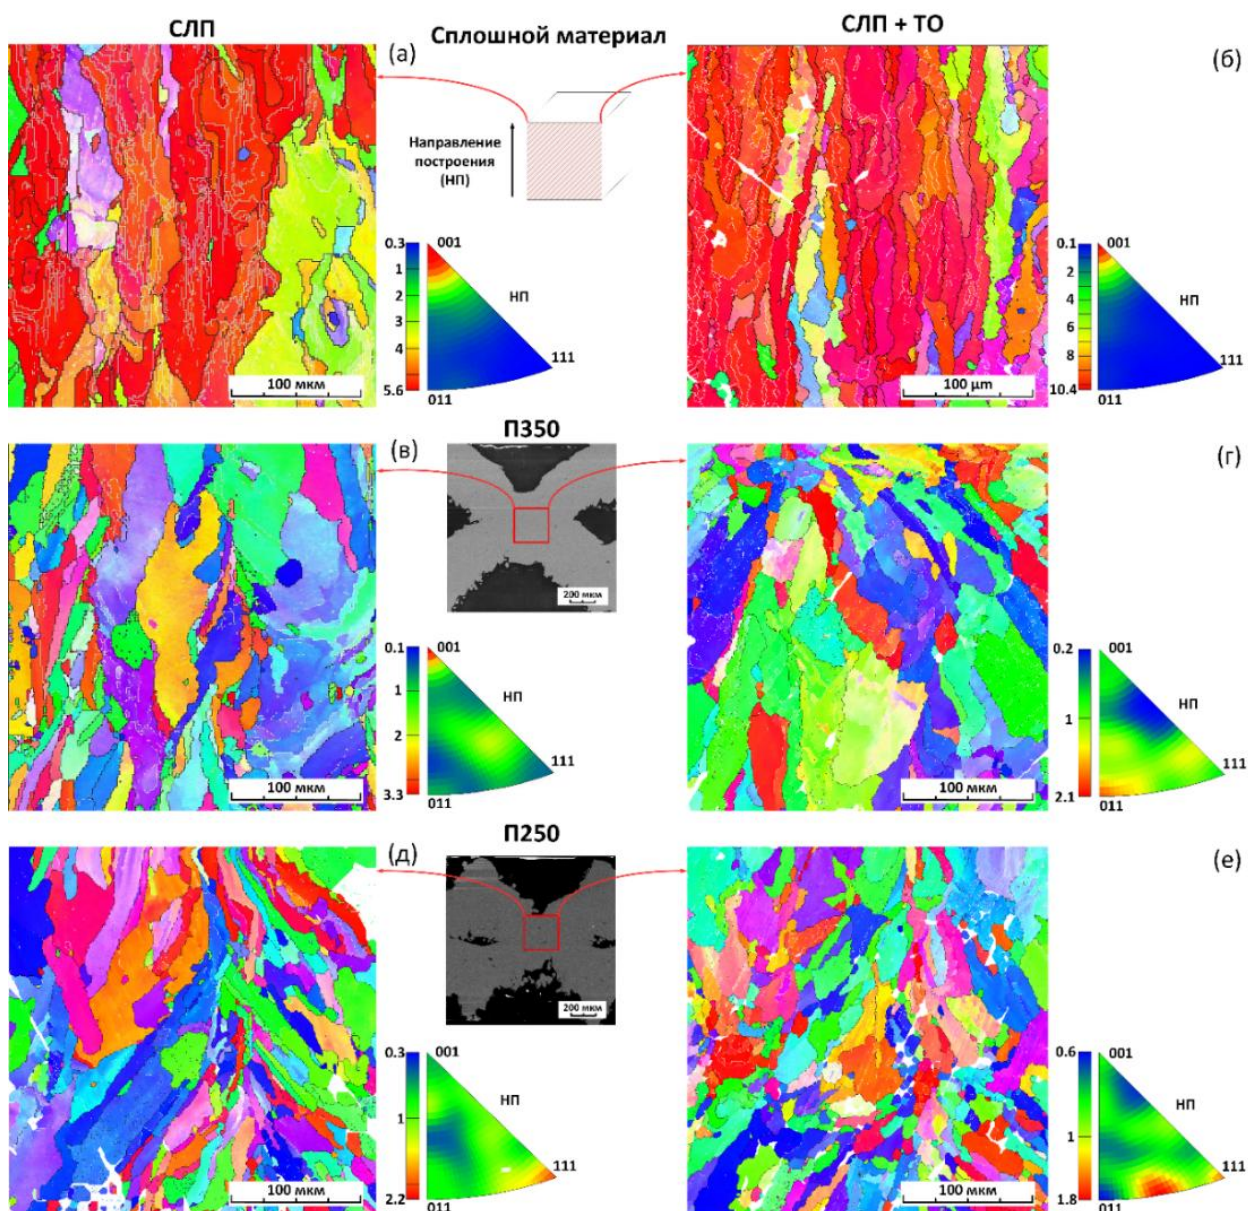 СЛП
Сплошной материал
СЛП + ТО
(а)
(б)
Направление
построения
(НП)
0.3
1
2
3
4
5.6
001
НП
111
011
100 мкм
0.1
2
4
6
8
10.4
001
НП
111
011
100 µm
П350
(в)
(г)
200 мкм
0.1
1
2
3.3
001
НП
111
011
100 мкм
0.2
1
2.1
001
НП
111
011
100 мкм
П250
(д)
(е)
200 мкм
0.3
1
2.2
001
НП
111
011
100 мкм
0.6
1
1.8
001
НП
111
011
100 мкм